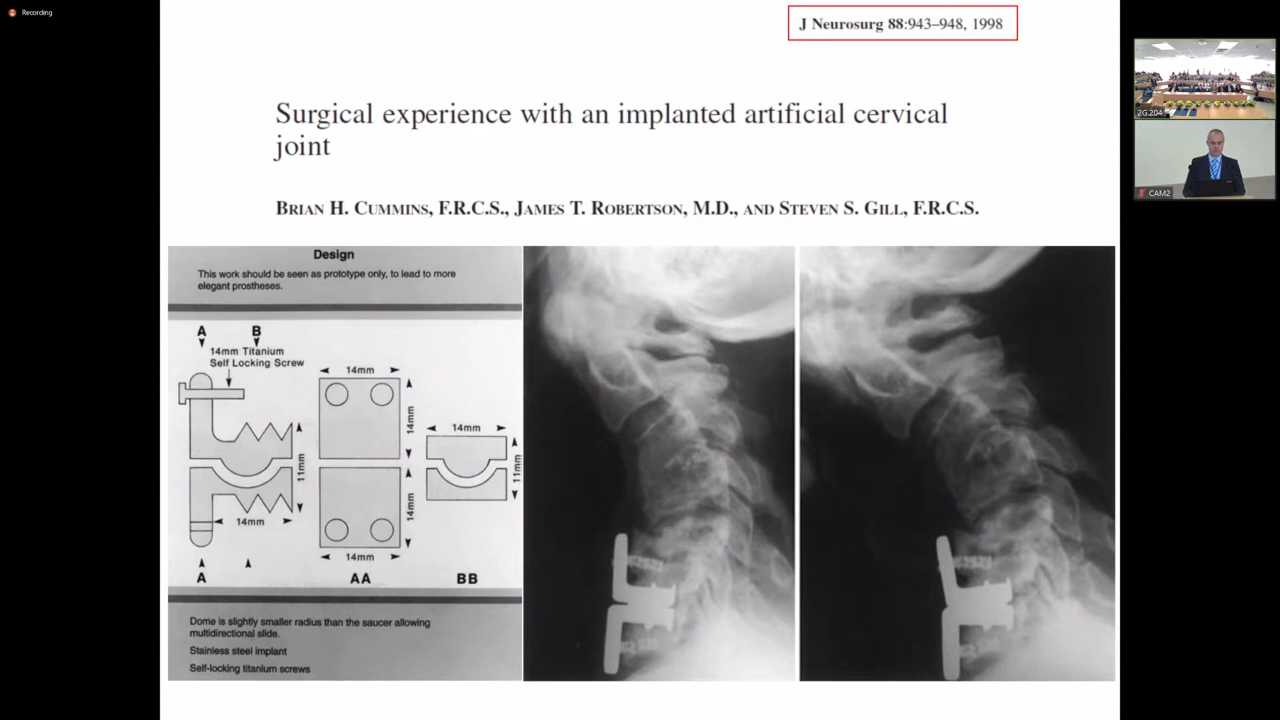 Recording
J Neurosurg 88:943–948, 1998
Surgical experience with an implanted artificial cervical
joint
BRIAN H. CUMMINS, F.R.C.S., JAMES T. ROBERTSON, M.D., AND STEVEN S. GILL, F.R.C.S.
Design
This work should be seen as prototype only, to lead to more
elegant prostheses.
A
B
14mm Titanium
Self Locking Screw
14mm
14mm
14mm
11mm
11mm
14mm
14mm
14mm
A
AA
BB
Dome is slightly smaller radius than the saucer allowing
multidirectional slide.
Stainless steel implant
Self-locking titanium screws
2G.204
CAM2